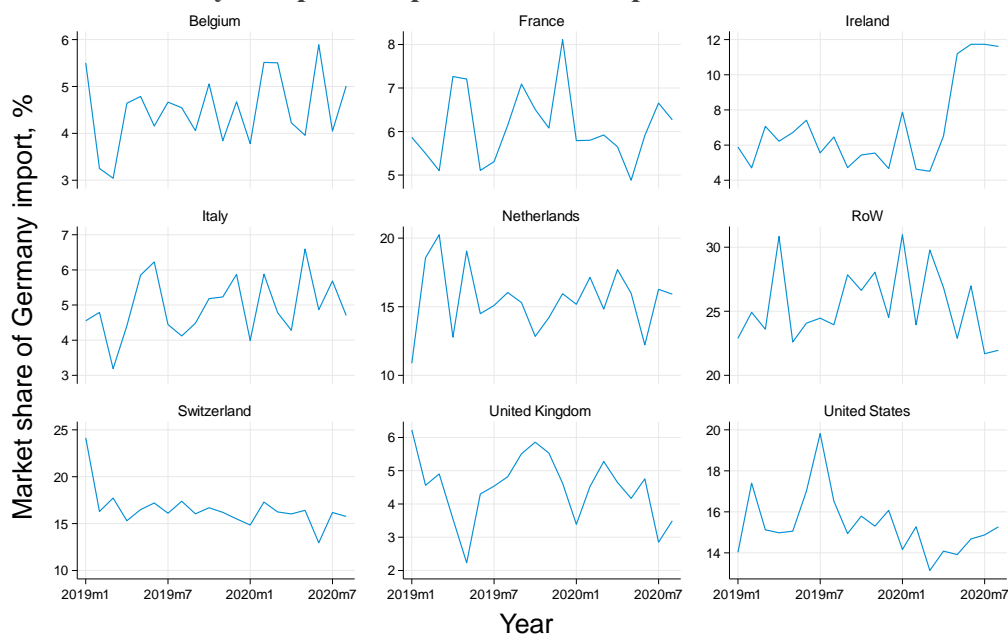 Belgium
France
Ireland
6
5
4
3
8
7
6
5
12
10
8
6
4
Italy
Netherlands
RoW
7
6
5
4
3
20
15
10
30
25
20
Switzerland
United Kingdom
United States
25
20
15
10
6
5
4
3
2
20
18
16
14
2019m1 2019m7 2020m1 2020m7
2019m1 2019m7 2020m1 2020m7
2019m1 2019m7 2020m1 2020m7
Market share of Germany import, %
Year